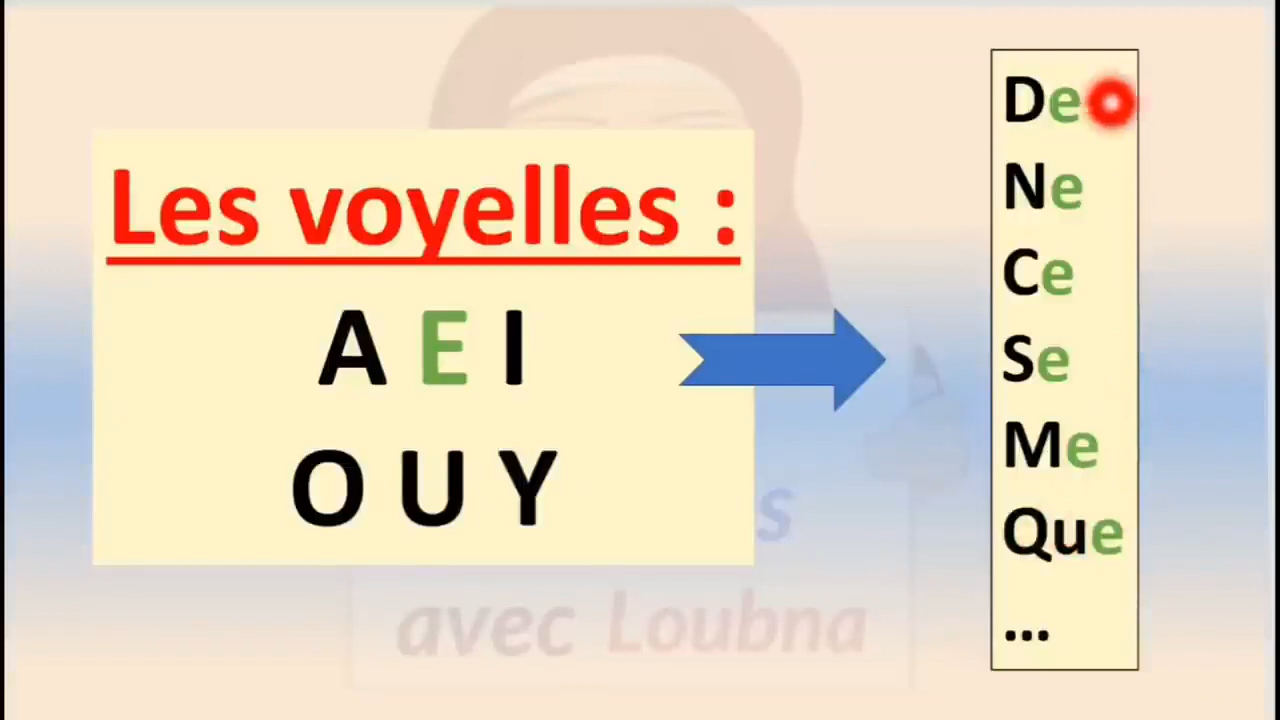 Les voyelles :
A E I
O U Y
De
Ne
Ce
Se
Me
Que
...
s
avec Loubna